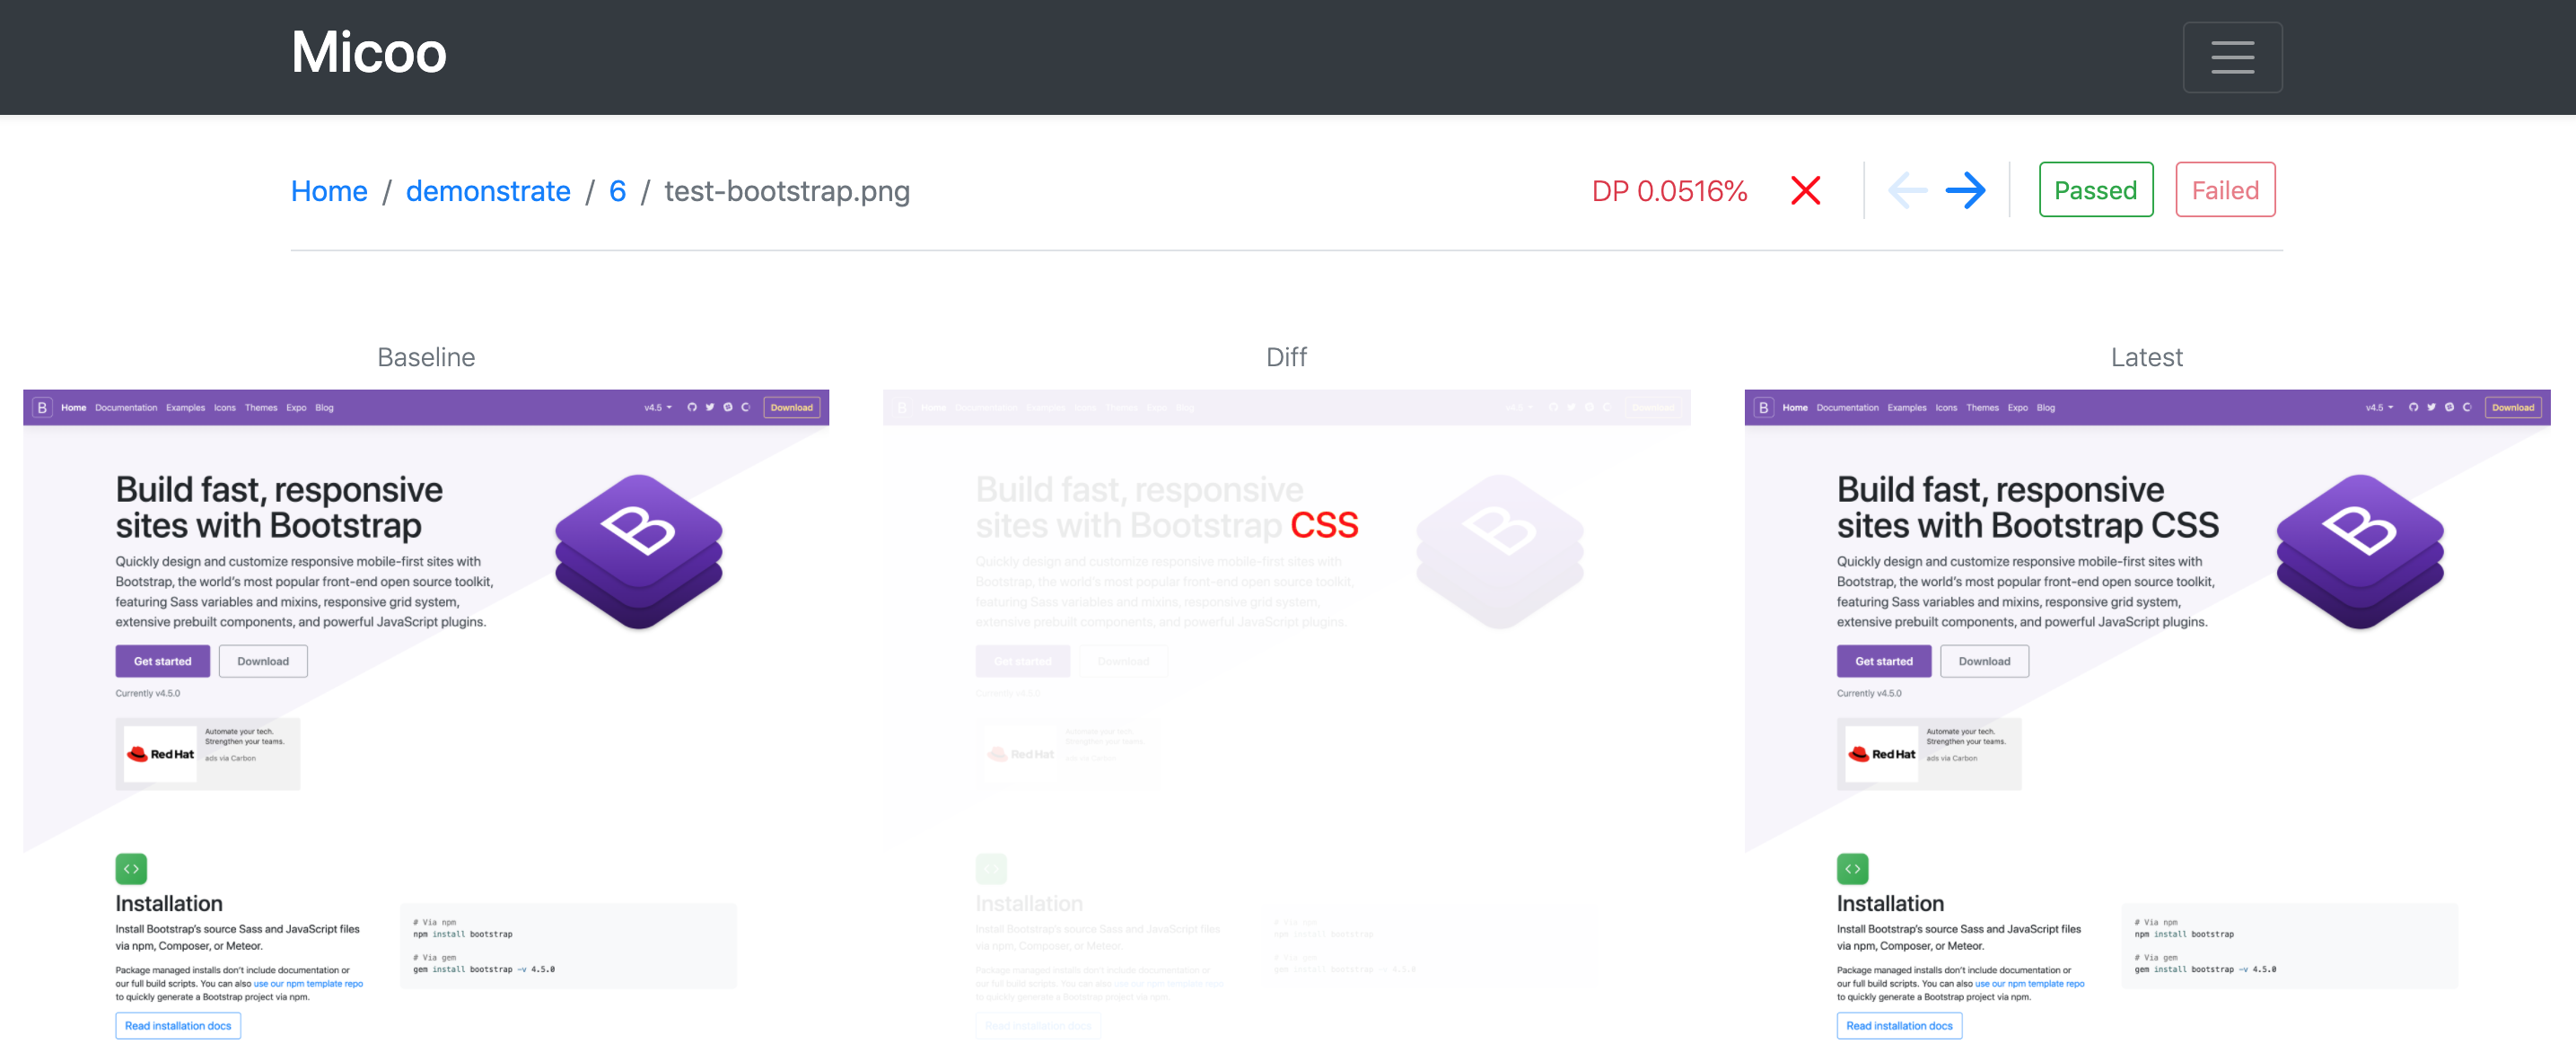 Micoo
Home / demonstrate / 6 / test-bootstrap.png
DP 0.0516%
Passed
Failed
Baseline
B
Home Documentation Examples Icons Themes Expo Blog
v4.5
Download
Build fast, responsive
sites with Bootstrap
Quickly design and customize responsive mobile-first sites with
Bootstrap, the world's most popular front-end open source toolkit,
featuring Sass variables and mixins, responsive grid system,
extensive prebuilt components, and powerful JavaScript plugins.
Get started
Download
Currently v4.5.0
B
Red Hat
Automate your tech.
Strengthen your teams.
ads via Carbon
<>
Installation
Install Bootstrap's source Sass and JavaScript files
via npm, Composer, or Meteor.
Package managed installs don't include documentation or
our full build scripts. You can also use our npm template repo
to quickly generate a Bootstrap project via npm.
Read installation docs
# Via npm
npm install bootstrap
# Via gem
gem install bootstrap -v 4.5.0
Diff
B
Home Documentation Examples Icons Themes Expo Blog
v4.5
Download
Build fast, responsive
sites with Bootstrap CSS
Quickly design and customize responsive mobile-first sites with
Bootstrap, the world's most popular front-end open source toolkit,
featuring Sass variables and mixins, responsive grid system,
extensive prebuilt components, and powerful JavaScript plugins.
Get started
Download
Currently v4.5.0
B
Red Hat
Automate your tech.
Strengthen your teams.
ads via Carbon
<>
Installation
Install Bootstrap's source Sass and JavaScript files
via npm, Composer, or Meteor.
Package managed installs don't include documentation or
our full build scripts. You can also use our npm template repo
to quickly generate a Bootstrap project via npm.
Read installation docs
# Via npm
npm install bootstrap
# Via gem
gem install bootstrap -v 4.5.0
Latest
B
Home Documentation Examples Icons Themes Expo Blog
v4.5
Download
Build fast, responsive
sites with Bootstrap CSS
Quickly design and customize responsive mobile-first sites with
Bootstrap, the world's most popular front-end open source toolkit,
featuring Sass variables and mixins, responsive grid system,
extensive prebuilt components, and powerful JavaScript plugins.
Get started
Download
Currently v4.5.0
B
Red Hat
Automate your tech.
Strengthen your teams.
ads via Carbon
<>
Installation
Install Bootstrap's source Sass and JavaScript files
via npm, Composer, or Meteor.
Package managed installs don't include documentation or
our full build scripts. You can also use our npm template repo
to quickly generate a Bootstrap project via npm.
Read installation docs
# Via npm
npm install bootstrap
# Via gem
gem install bootstrap -v 4.5.0